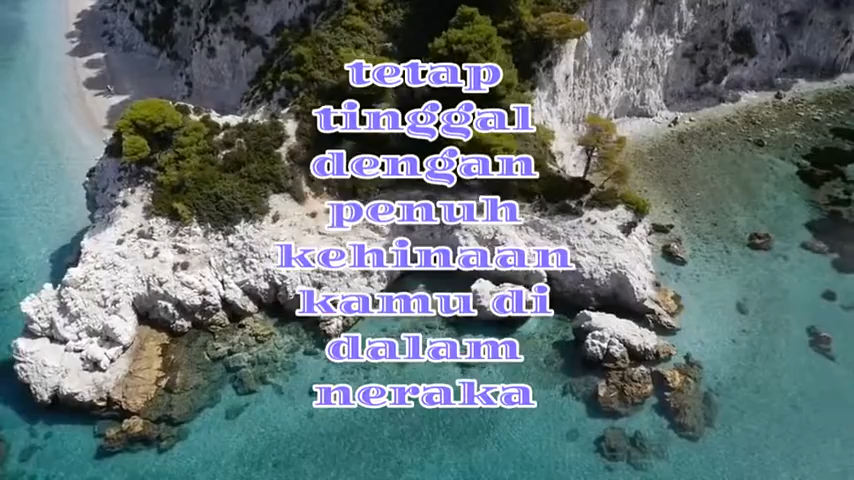 tetap
tinggal
dengan
penuh
kehinaan
kamu di
dalam
neraka